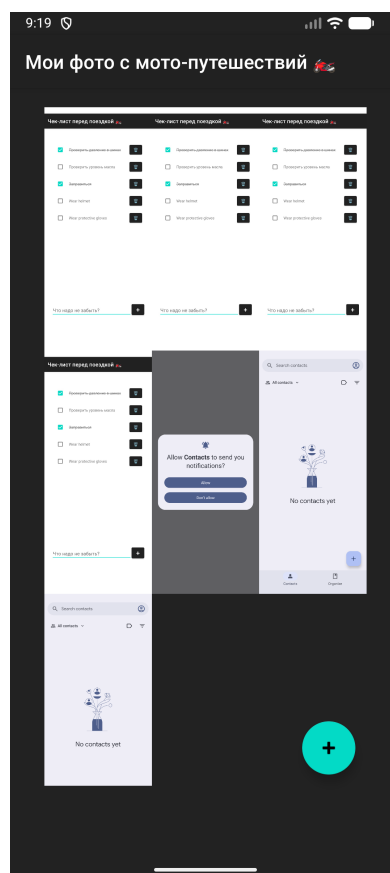 9:19
Мои фото с мото-путешествий
Чек-лист перед поездкой
Проверить давление в шинах
Проверить уровень масла
Заправиться
Wear helmet
Wear protective gloves
Что надо не забыть?
+
Чек-лист перед поездкой
Проверить давление в шинах
Проверить уровень масла
Заправиться
Wear helmet
Wear protective gloves
Что надо не забыть?
+
Чек-лист перед поездкой
Проверить давление в шинах
Проверить уровень масла
Заправиться
Wear helmet
Wear protective gloves
Что надо не забыть?
+
Чек-лист перед поездкой
Проверить давление в шинах
Проверить уровень масла
Заправиться
Wear helmet
Wear protective gloves
Что надо не забыть?
+
Allow Contacts to send you
notifications?
Allow
Don't allow
Search contacts
All contacts
No contacts yet
+
Contacts
Organize
Search contacts
All contacts
No contacts yet
+